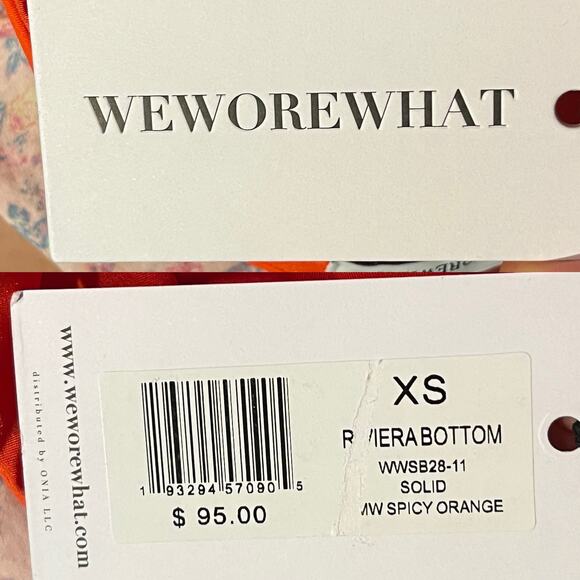 WEWOREWHAT
www.weworewhat.com
distributed by ONIA LLC
1 93294 57090 5
$ 95.00
XS
R VIERA BOTTOM
WWSB28-11
SOLID
MW SPICY ORANGE